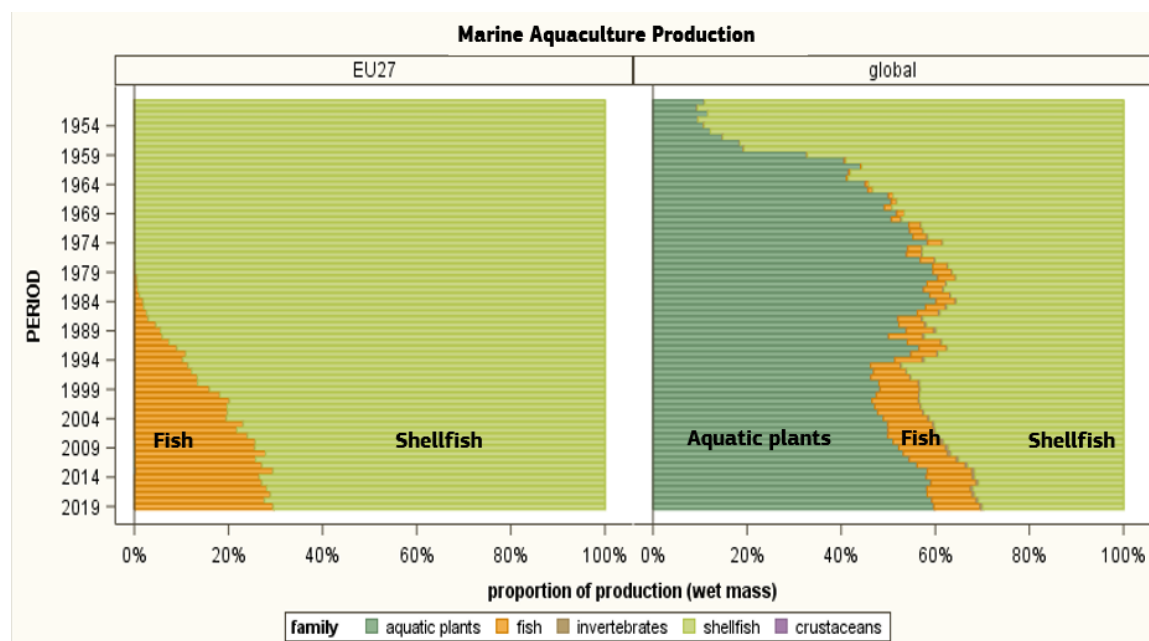 Marine Aquaculture Production
EU27 global
1954
1959
1964
1969
1974
1979
1984
1989
1994
1999
2004
2009
2014
2019
PERIOD
Fish Shellfish
Aquatic plants Fish Shellfish
0% 20% 40% 60% 80% 100% 0% 20% 40% 60% 80% 100%
proportion of production (wet mass)
family aquatic plants fish invertebrates shellfish crustaceans